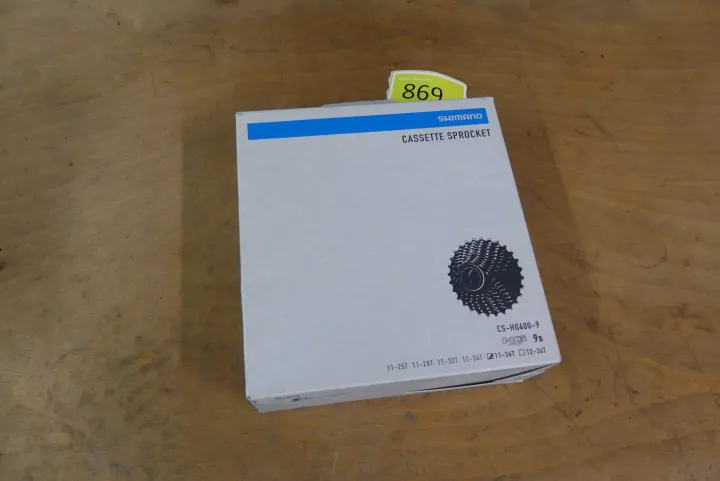 869
SHIMANO
CASSETTE SPROCKET
CS-HG400-9
9s
11-25T 11-28T 11-32T 11-34T ☑11-36T ☐12-36T